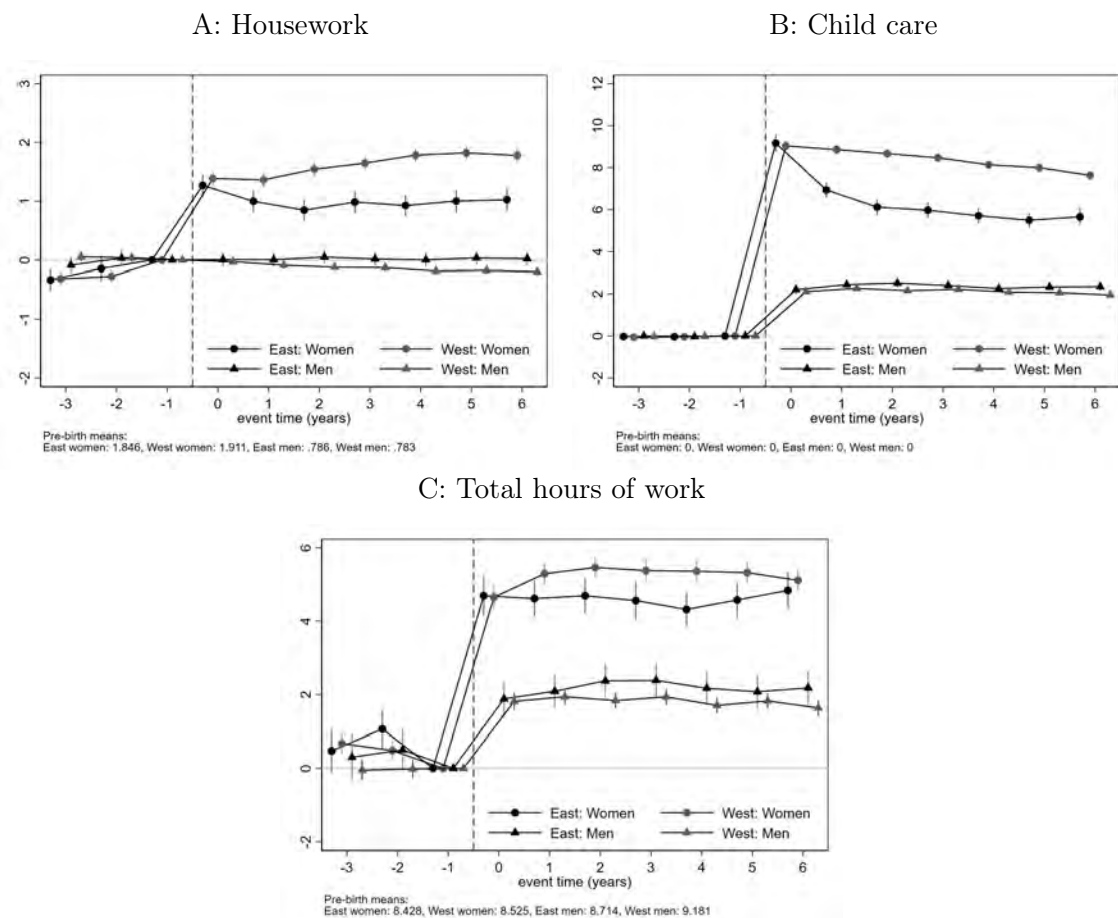 A: Housework
B: Child care
3
2
1
0
-1
-2
East: Women
West: Women
East: Men
West: Men
-3 -2 -1 0 1 2 3 4 5 6
event time (years)
Pre-birth means:
East women: 1.846, West women: 1.911, East men: .786, West men: .783
12
10
8
6
4
2
0
-2
East: Women
West: Women
East: Men
West: Men
-3 -2 -1 0 1 2 3 4 5 6
event time (years)
Pre-birth means:
East women: 0, West women: 0, East men: 0, West men: 0
C: Total hours of work
6
4
2
0
-2
East: Women
West: Women
East: Men
West: Men
-3 -2 -1 0 1 2 3 4 5 6
event time (years)
Pre-birth means:
East women: 8.428, West women: 8.525, East men: 8.714, West men: 9.181